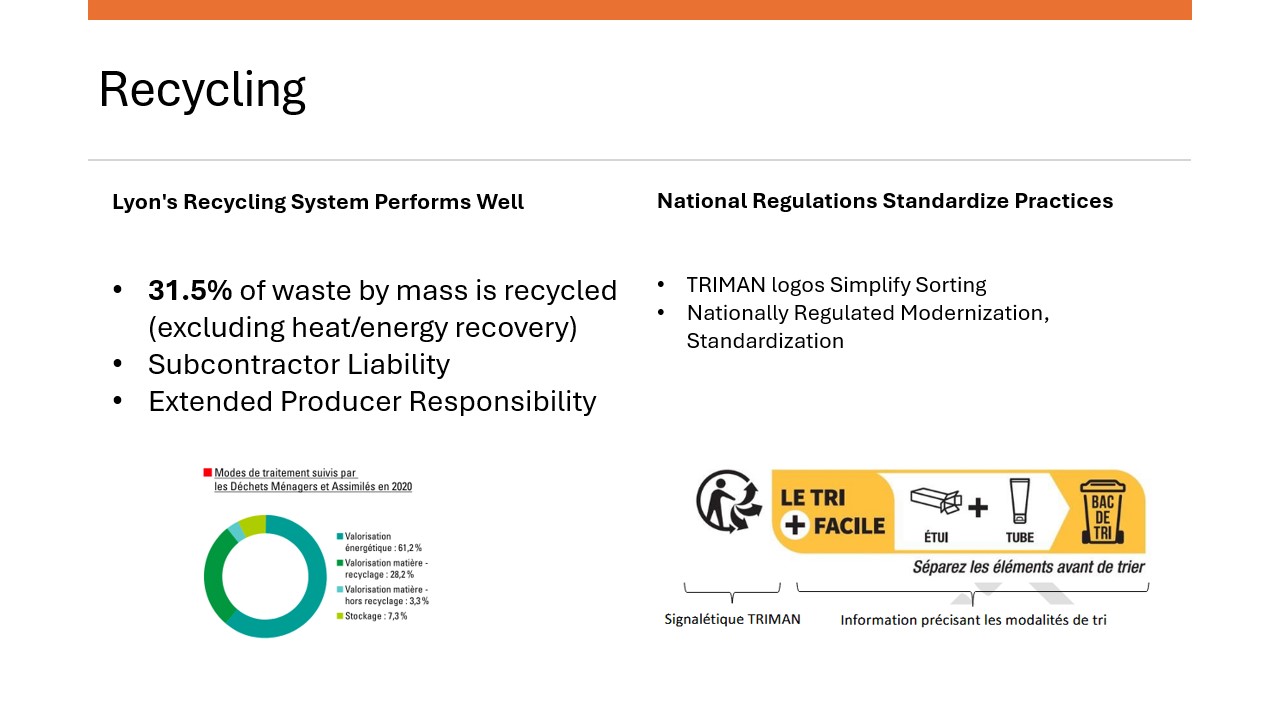 Recycling
Lyon's Recycling System Performs Well
• 31.5% of waste by mass is recycled
(excluding heat/energy recovery)
• Subcontractor Liability
• Extended Producer Responsibility
Modes de traitement suivis par
les Déchets Ménagers et Assimilés en 2020
Valorisation
énergétique : 61,2 %
Valorisation matière -
recyclage : 28,2 %
Valorisation matière -
hors recyclage : 3,3 %
Stockage : 7,3 %
National Regulations Standardize Practices
• TRIMAN logos Simplify Sorting
• Nationally Regulated Modernization,
Standardization
LE TRI
+ FACILE
ÉTUI
+
TUBE
BAC
DE
TRI
Séparez les éléments avant de trier
Signalétique TRIMAN
Information précisant les modalités de tri